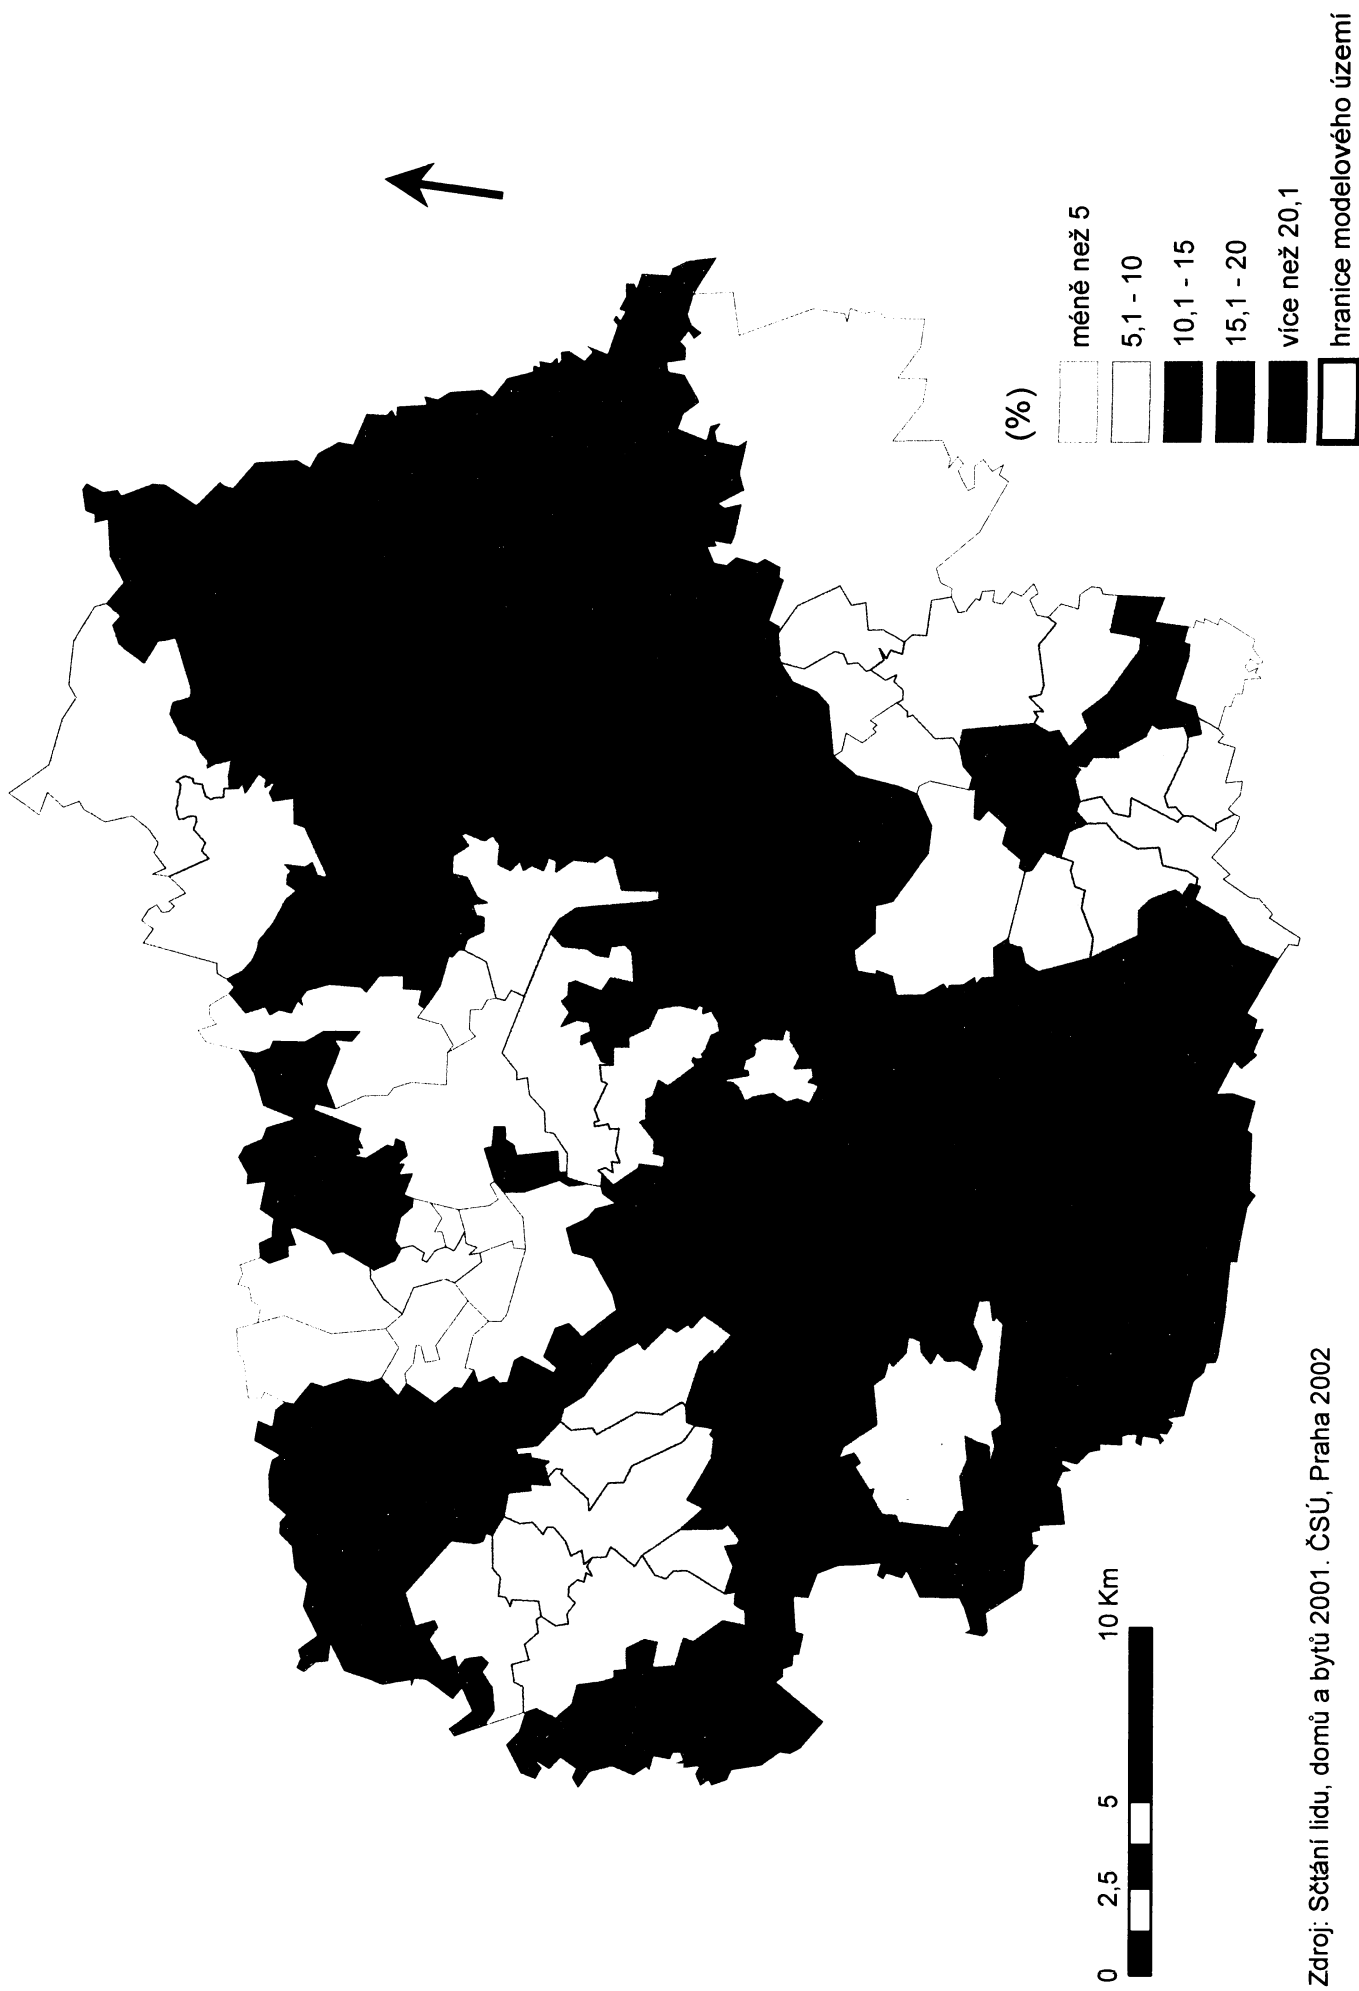 (%)
méně než 5
5,1 - 10
10,1 - 15
15,1 - 20
více než 20,1
hranice modelového území
0 2,5 5 10 Km
Zdroj: Sčtání lidu, domů a bytů 2001. ČSÚ, Praha 2002